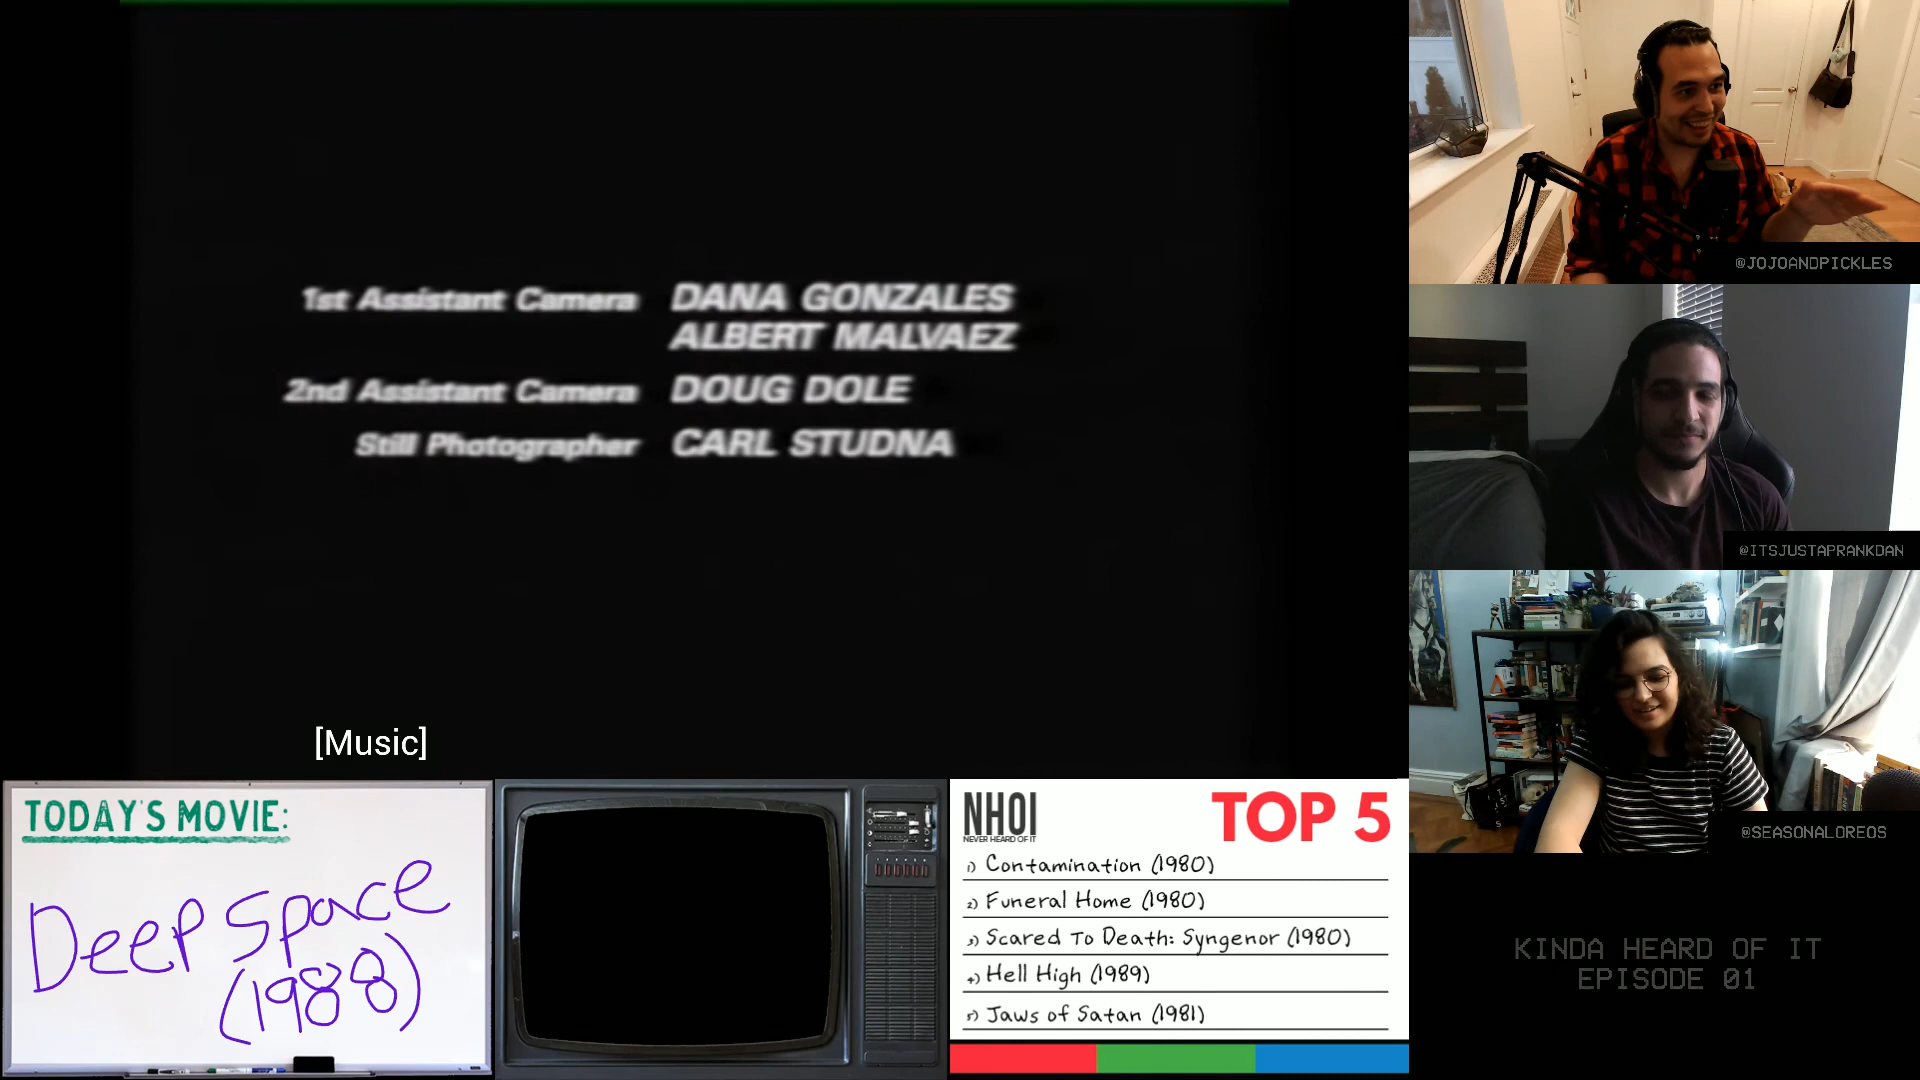 1st Assistant Camera DANA GONZALES
ALBERT MALVAEZ
2nd Assistant Camera DOUG DOLE
Still Photographer CARL STUDNA
[Music]
@JOJOANDPICKLES
@ITSJUSTAPRANKDAN
@SEASONALOREOS
TODAY'S MOVIE:
Deep Space
(1988)
NHOI
NEVER HEARD OF IT
TOP 5
1) Contamination (1980)
2) Funeral Home (1980)
3) Scared To Death: Syngenor (1980)
4) Hell High (1989)
5) Jaws of Satan (1981)
KINDA HEARD OF IT
EPISODE 01